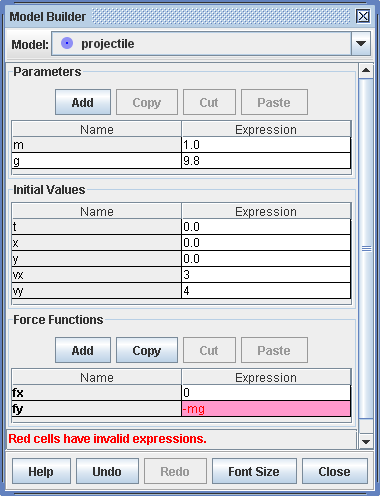 Model Builder
Model: projectile
Parameters
Add Copy Cut Paste
Name Expression
m 1.0
g 9.8
Initial Values
Name Expression
t 0.0
x 0.0
y 0.0
vx 3
vy 4
Force Functions
Add Copy Cut Paste
Name Expression
fx 0
fy -mg
Red cells have invalid expressions.
Help Undo Redo Font Size Close